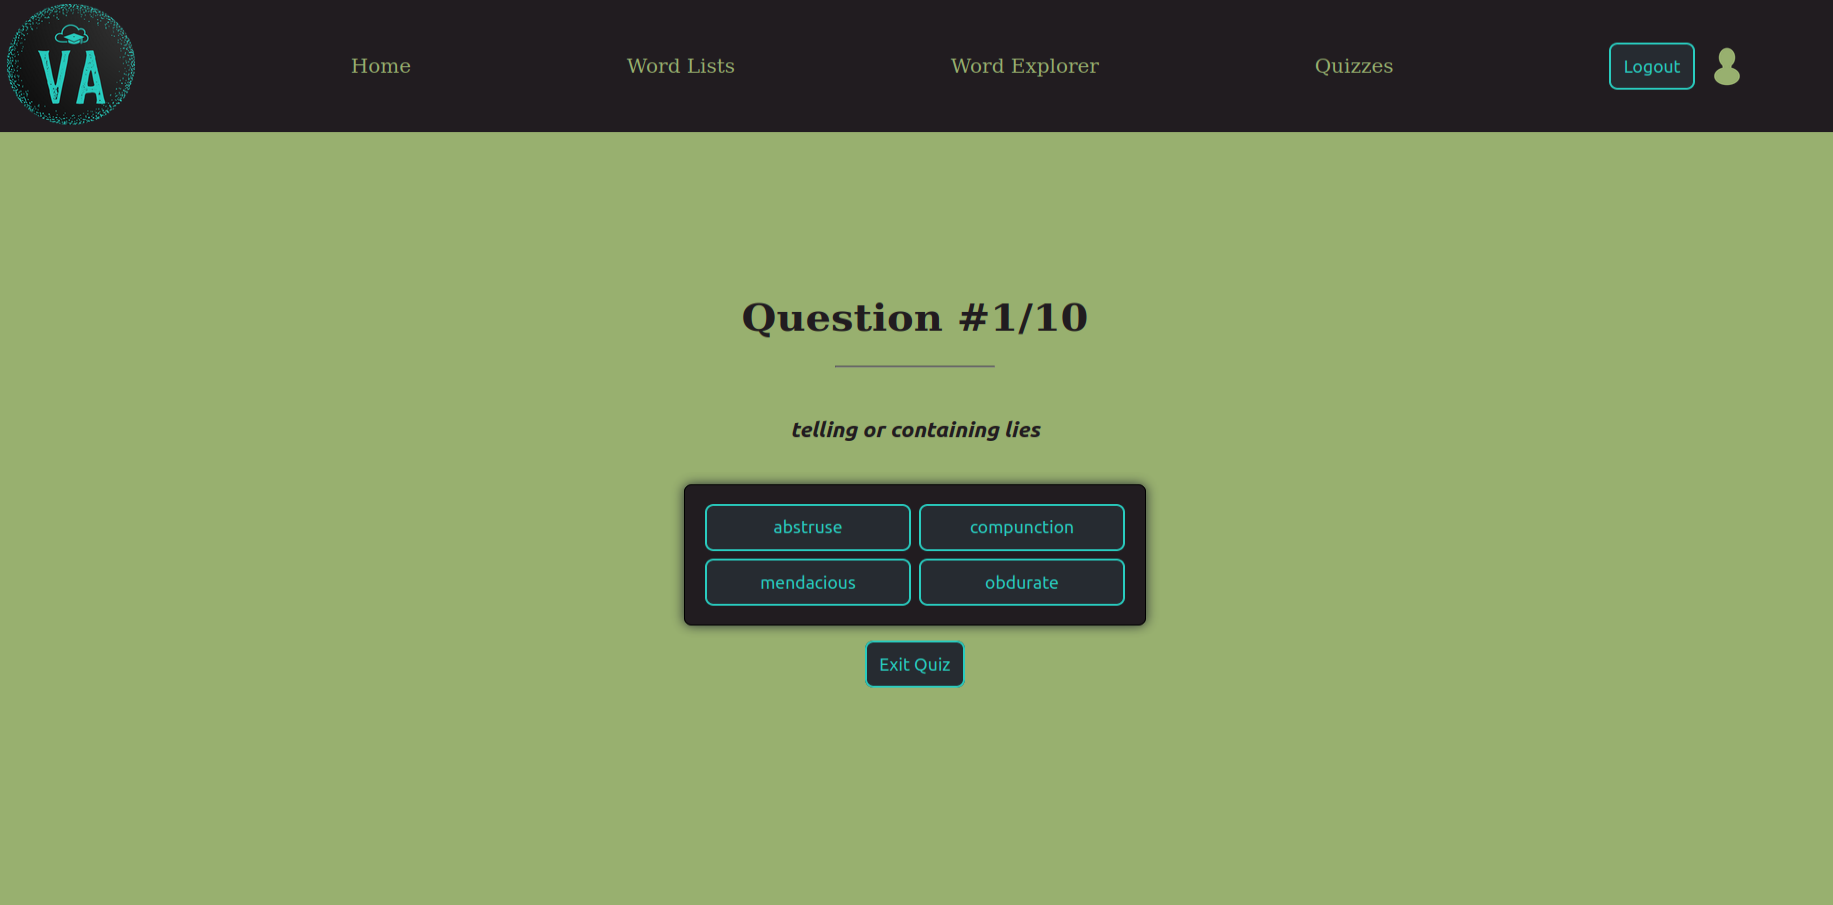 VA
Home Word Lists Word Explorer Quizzes Logout
Question #1/10
telling or containing lies
abstruse compunction
mendacious obdurate
Exit Quiz